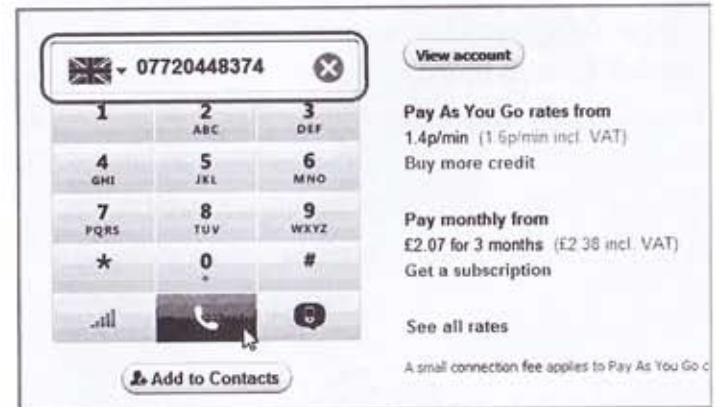 07720448374
View account
1 2 3
ABC DEF
Pay As You Go rates from
1.4p/min (1.6p/min incl. VAT)
4 5 6
GHI JKL MNO
Buy more credit
7 8 9
PQRS TUV WXYZ
Pay monthly from
£2.07 for 3 months (£2.38 incl. VAT)
* 0 #
+
Get a subscription
See all rates
Add to Contacts
A small connection fee applies to Pay As You Go c